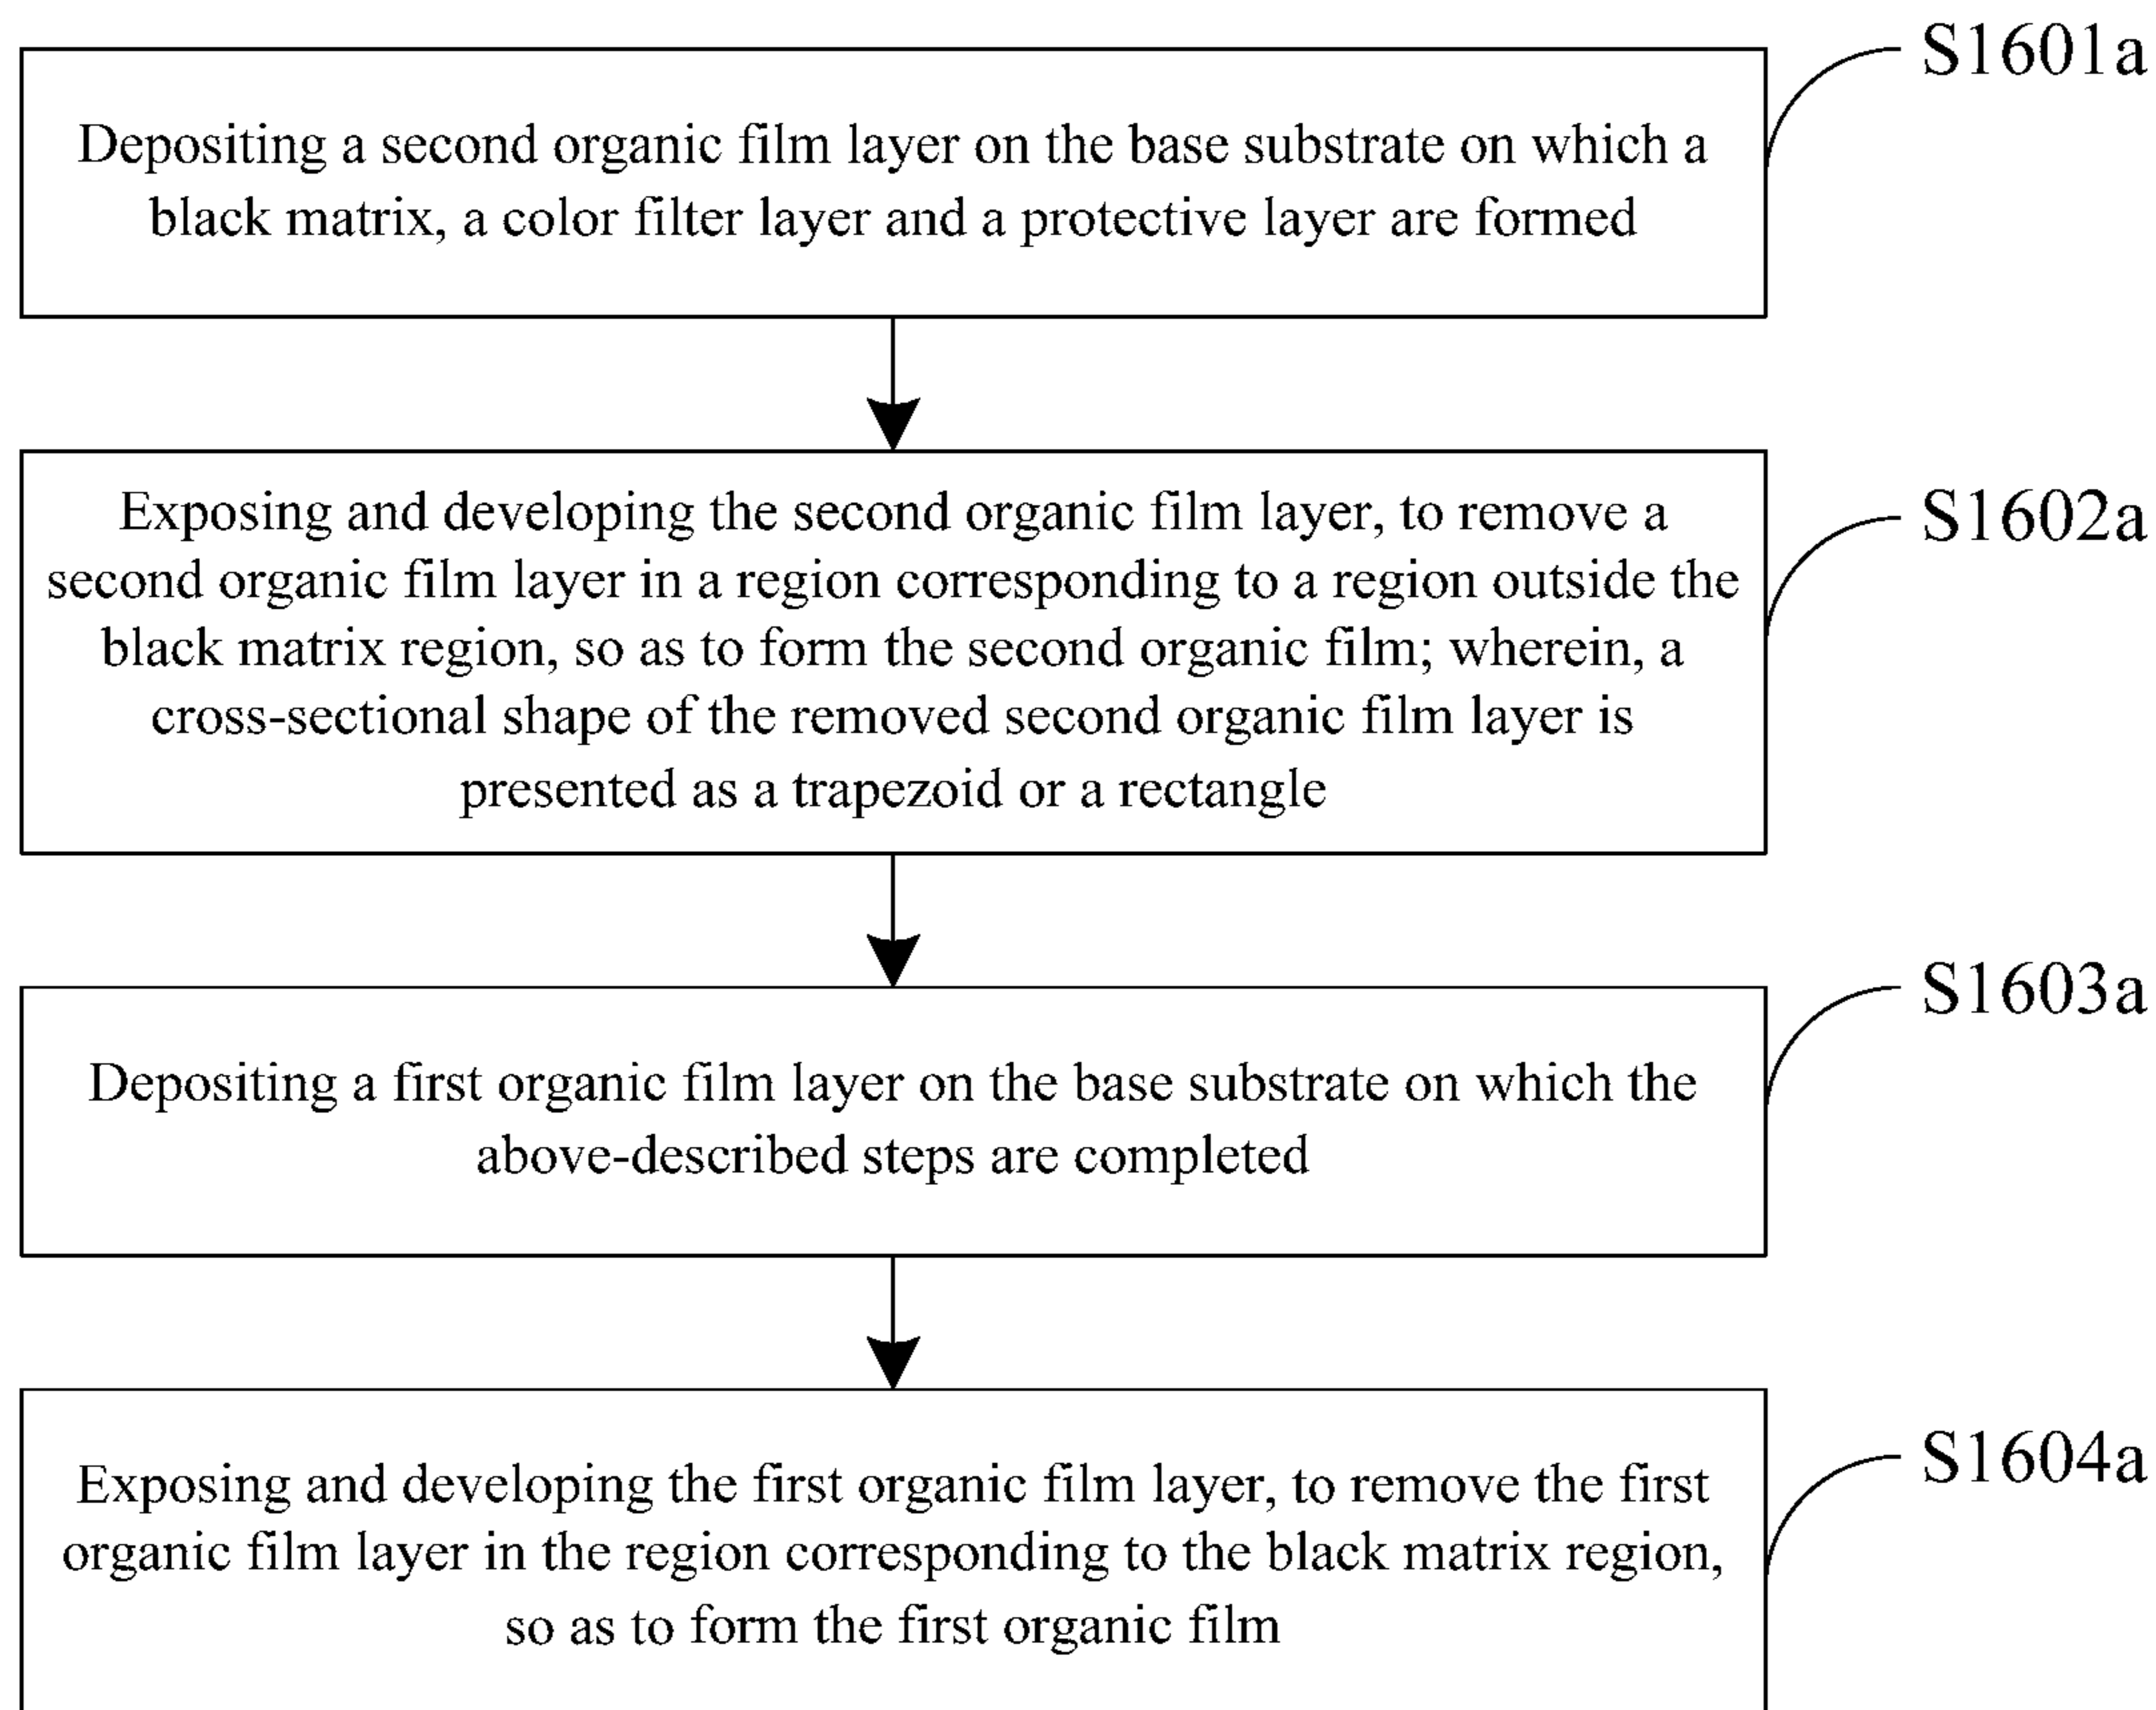 S1601a
Depositing a second organic film layer on the base substrate on which a
black matrix, a color filter layer and a protective layer are formed
S1602a
Exposing and developing the second organic film layer, to remove a
second organic film layer in a region corresponding to a region outside the
black matrix region, so as to form the second organic film; wherein, a
cross-sectional shape of the removed second organic film layer is
presented as a trapezoid or a rectangle
S1603a
Depositing a first organic film layer on the base substrate on which the
above-described steps are completed
S1604a
Exposing and developing the first organic film layer, to remove the first
organic film layer in the region corresponding to the black matrix region,
so as to form the first organic film